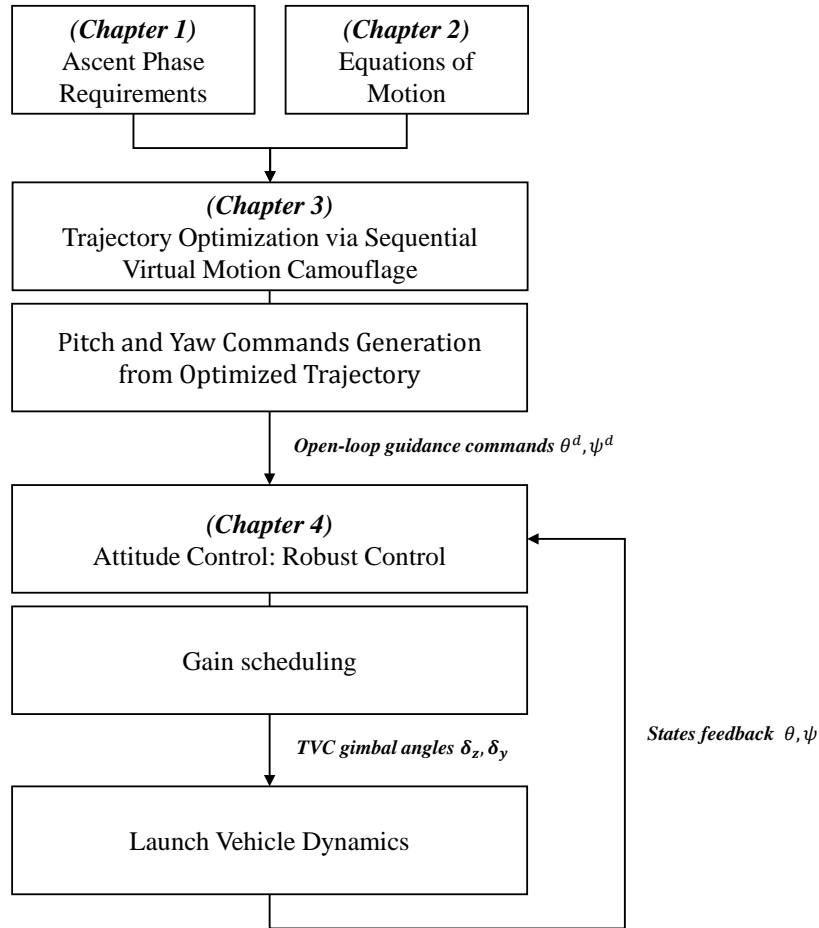 (Chapter 1)
Ascent Phase
Requirements
(Chapter 2)
Equations of
Motion
(Chapter 3)
Trajectory Optimization via Sequential
Virtual Motion Camouflage
Pitch and Yaw Commands Generation
from Optimized Trajectory
Open-loop guidance commands θ^d, ψ^d
(Chapter 4)
Attitude Control: Robust Control
Gain scheduling
TVC gimbal angles δ_z, δ_y
States feedback θ, ψ
Launch Vehicle Dynamics